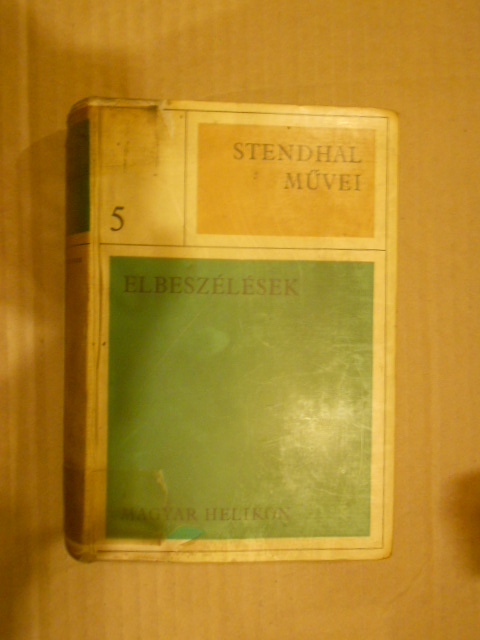 STENDHAL
MŰVEI
5
ELBESZÉLÉSEK
MAGYAR HELIKON